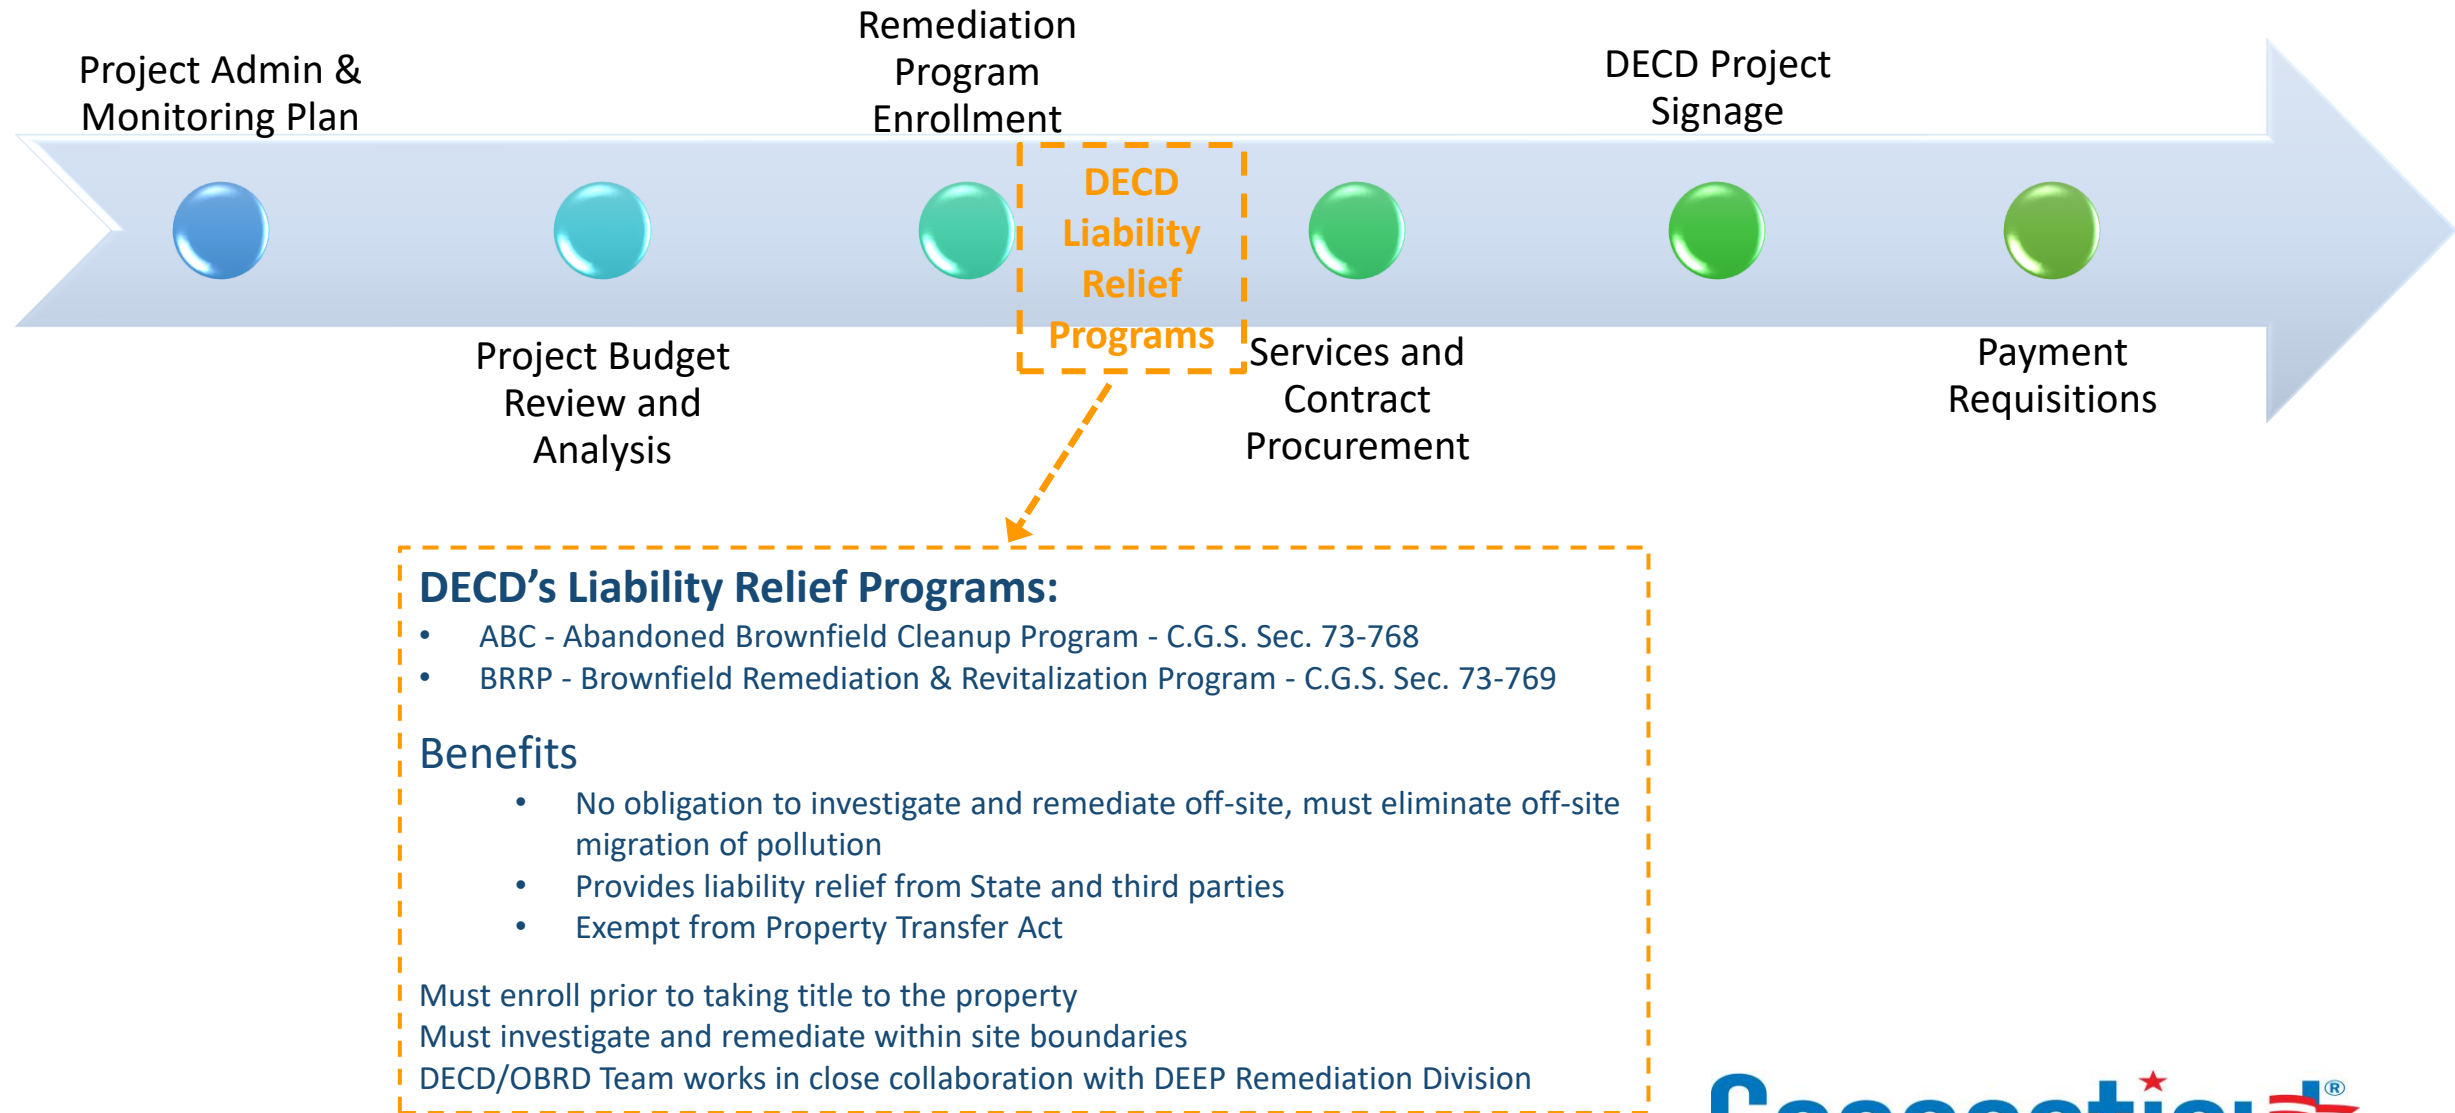 Project Admin &
Monitoring Plan
Remediation
Program
Enrollment
DECD Project
Signage
DECD
Liability
Relief
Programs
Project Budget
Review and
Analysis
Services and
Contract
Procurement
Payment
Requisitions
DECD’s Liability Relief Programs:
• ABC - Abandoned Brownfield Cleanup Program - C.G.S. Sec. 73-768
• BRRP - Brownfield Remediation & Revitalization Program - C.G.S. Sec. 73-769
Benefits
• No obligation to investigate and remediate off-site, must eliminate off-site
migration of pollution
• Provides liability relief from State and third parties
• Exempt from Property Transfer Act
Must enroll prior to taking title to the property
Must investigate and remediate within site boundaries
DECD/OBRD Team works in close collaboration with DEEP Remediation Division